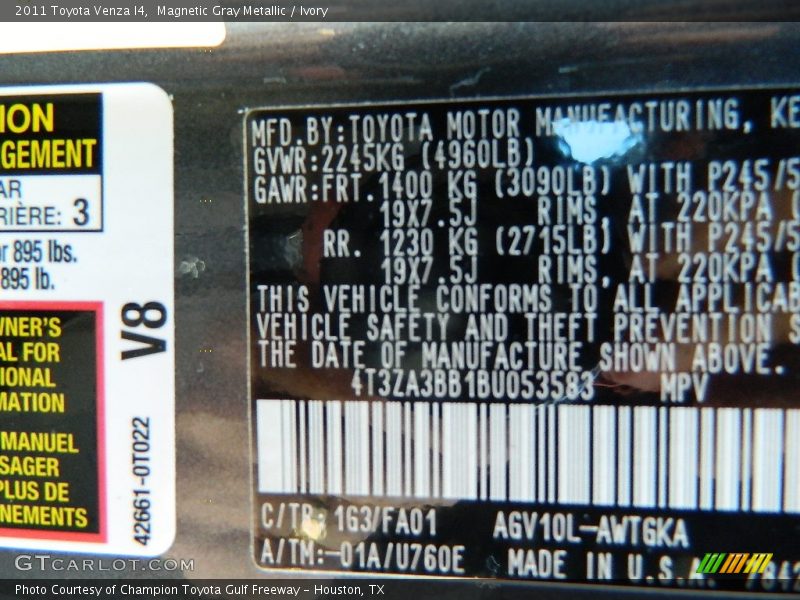 2011 Toyota Venza I4,  Magnetic Gray Metallic / Ivory
ION
GEMENT
AR
RIÈRE: 3
or 895 lbs.
895 lb.
WNER'S
AL FOR
IONAL
MATION
MANUEL
SAGER
PLUS DE
NEMENTS
V8
42661-0T022
MFD.BY:TOYOTA MOTOR MANUFACTURING, KE
GVWR:2245KG (4960LB)
GAWR:FRT.1400 KG (3090LB) WITH P245/5
19X7.5J RIMS, AT 220KPA (
RR. 1230 KG (2715LB) WITH P245/5
19X7.5J RIMS, AT 220KPA (
THIS VEHICLE CONFORMS TO ALL APPLICAB
VEHICLE SAFETY AND THEFT PREVENTION S
THE DATE OF MANUFACTURE SHOWN ABOVE.
4T3ZA3BB1BU053583 MPV
C/TR: 1G3/FA01 AGV10L-AWTGKA
A/TM:-01A/U760E MADE IN U.S.A.
GTCarlot.com
Photo Courtesy of Champion Toyota Gulf Freeway - Houston, TX